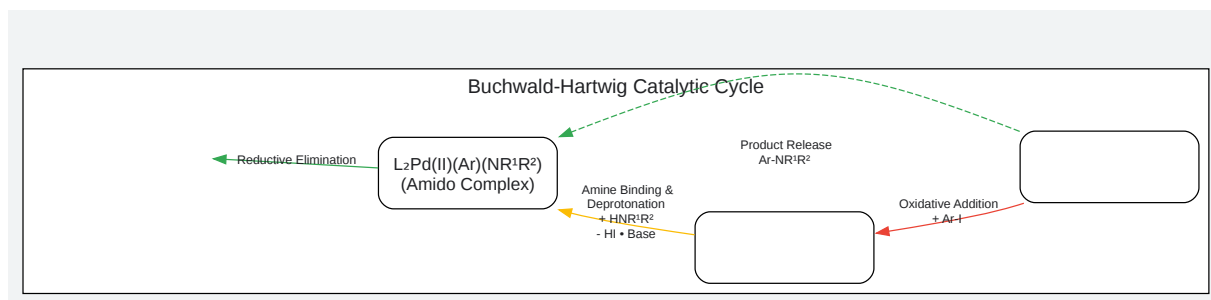 Buchwald-Hartwig Catalytic Cycle
Reductive Elimination
L₂Pd(II)(Ar)(NR¹R²)
(Amido Complex)
Amine Binding &
Deprotonation
+ HNR¹R²
- HI • Base
Product Release
Ar-NR¹R²
Oxidative Addition
+ Ar-I